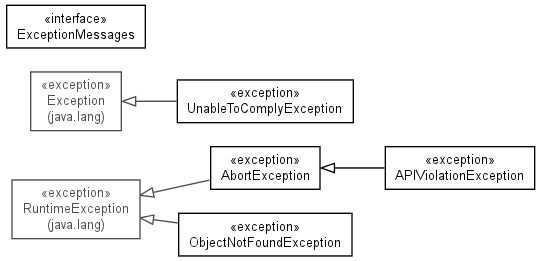 «interface»
ExceptionMessages
«exception»
Exception
(java.lang)
«exception»
UnableToComplyException
«exception»
AbortException
«exception»
APIViolationException
«exception»
RuntimeException
(java.lang)
«exception»
ObjectNotFoundException